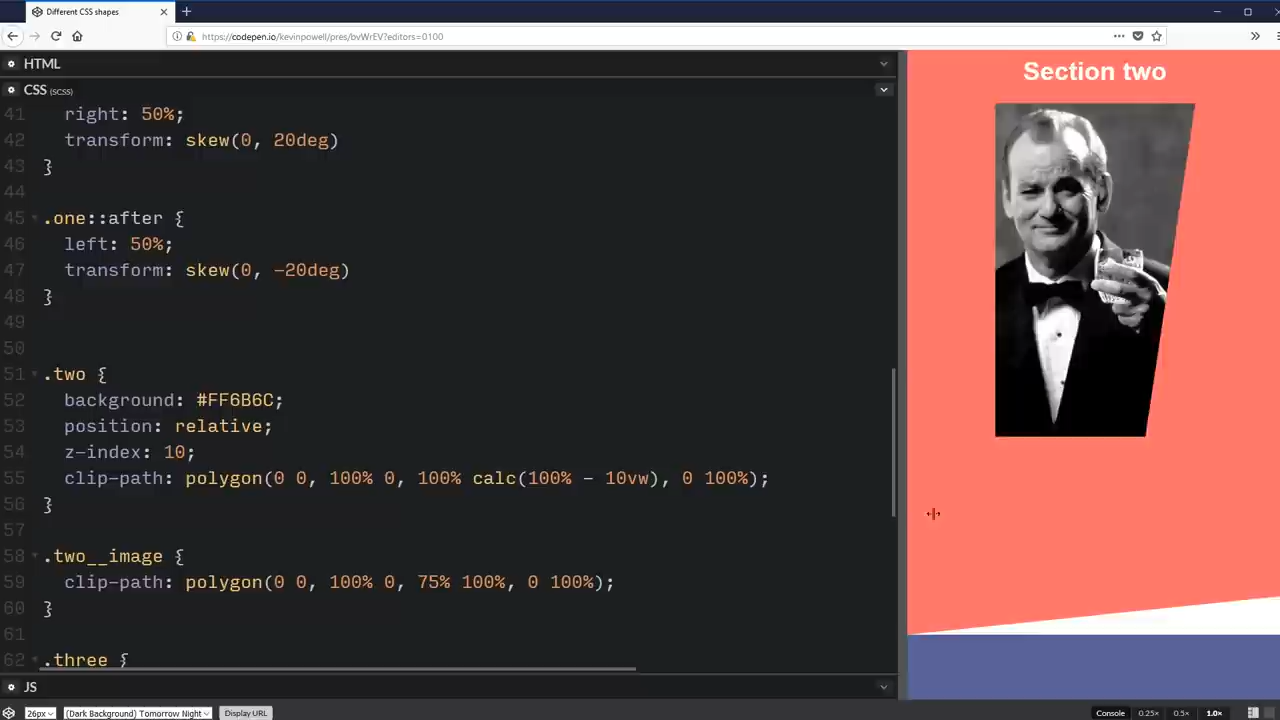 Different CSS shapes
https://codepen.io/kevinpowell/pres/bvWrEV?editors=0100
HTML
CSS (SCSS)
41 right: 50%;
42 transform: skew(0, 20deg)
43 }
44
45 .one::after {
46 left: 50%;
47 transform: skew(0, -20deg)
48 }
49
50
51 .two {
52 background: #FF6B6C;
53 position: relative;
54 z-index: 10;
55 clip-path: polygon(0 0, 100% 0, 100% calc(100% - 10vw), 0 100%);
56 }
57
58 .two__image {
59 clip-path: polygon(0 0, 100% 0, 75% 100%, 0 100%);
60 }
61
62 .three {
JS
Section two
26px (Dark Background) Tomorrow Night Display URL
Console 0.25× 0.5× 1.0×